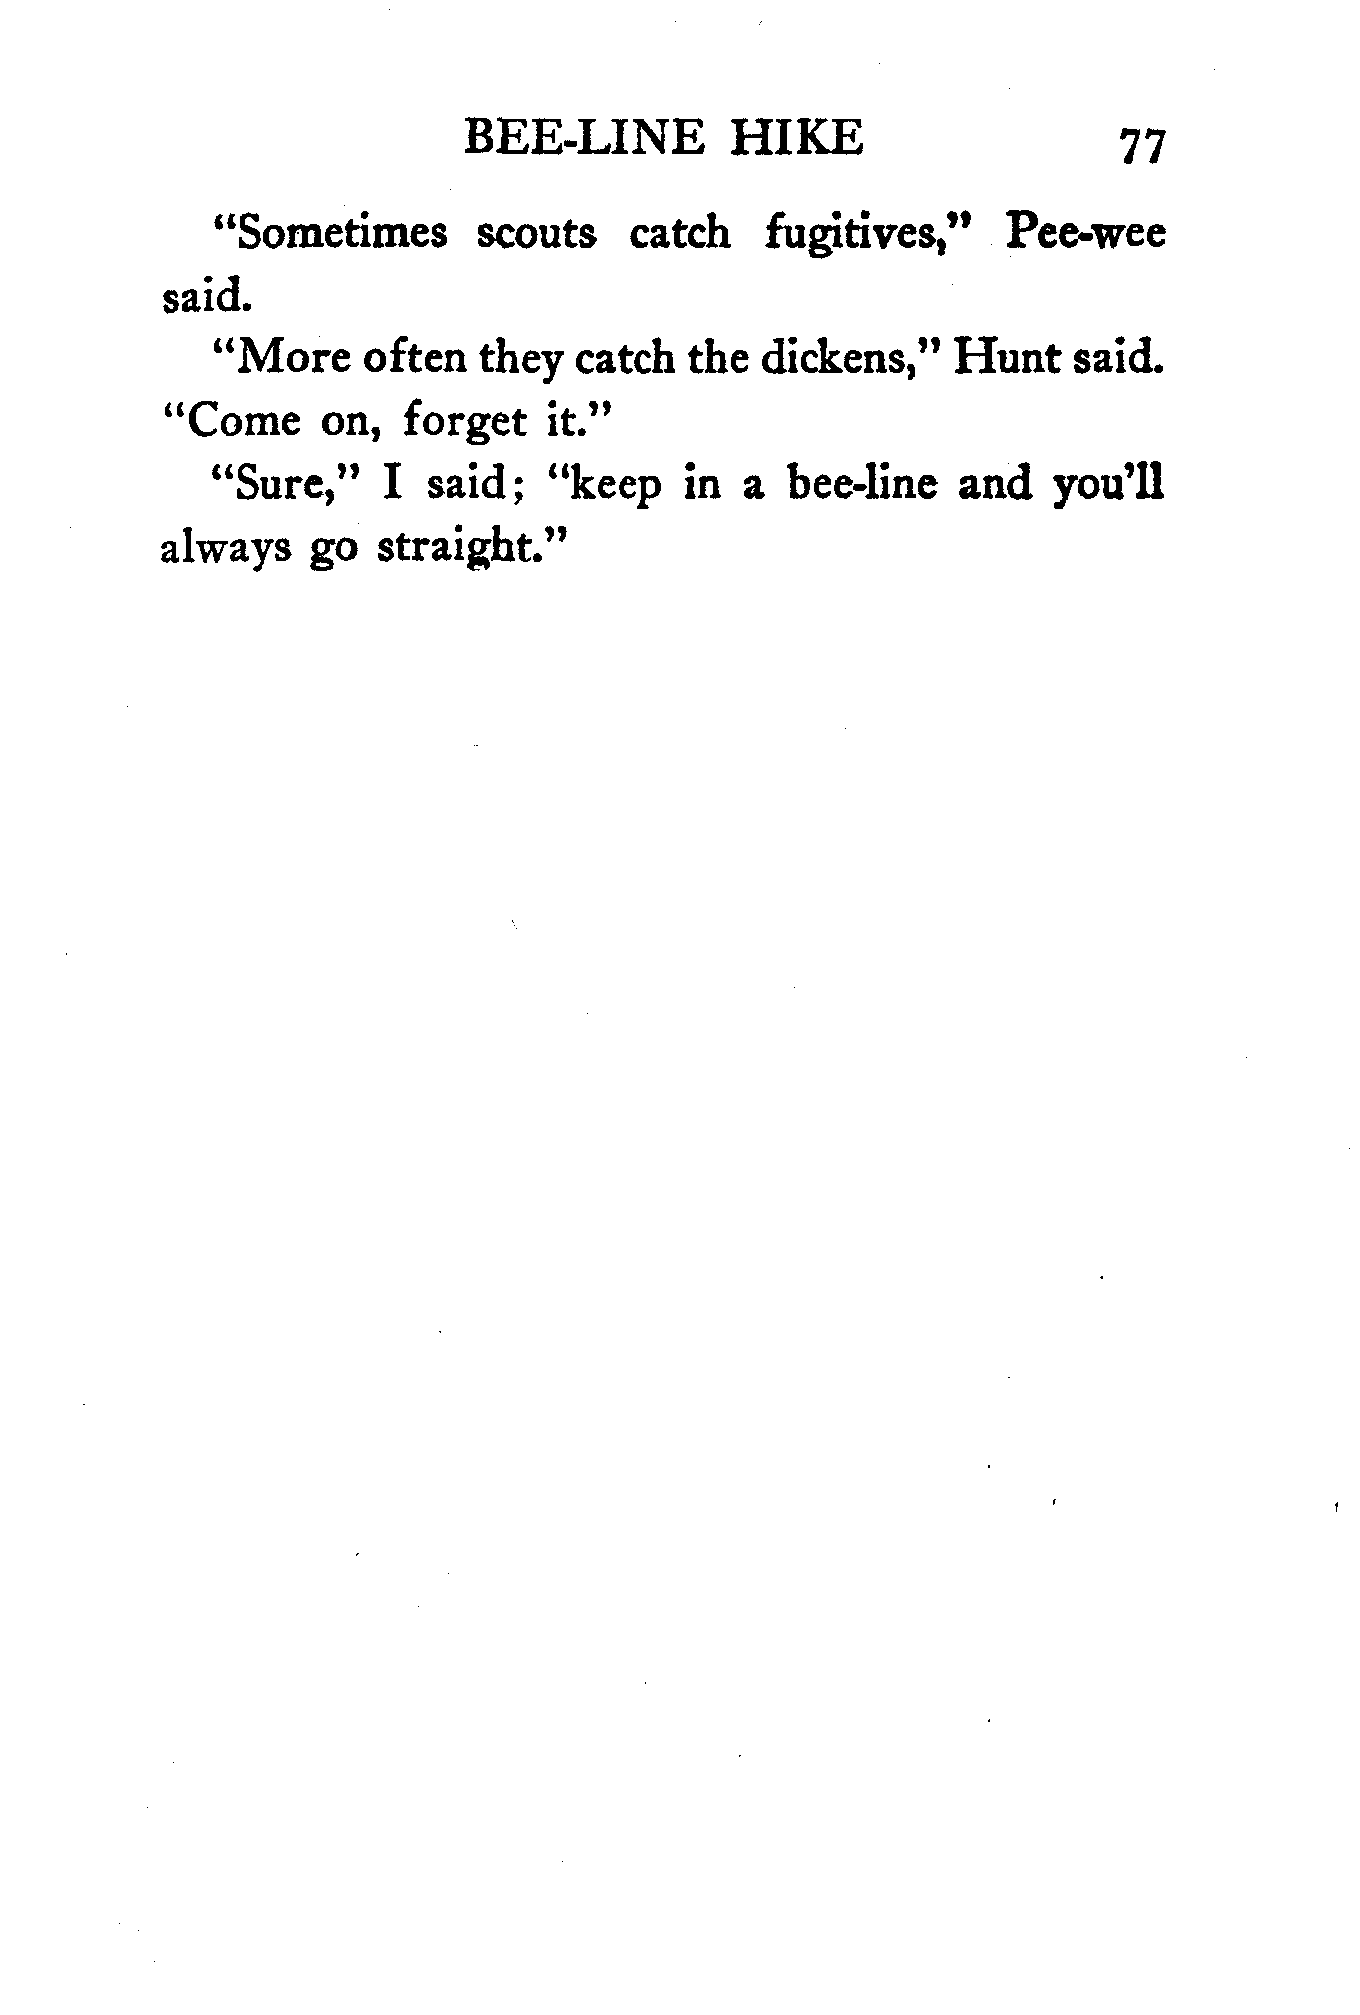 BEE-LINE HIKE 77
“Sometimes scouts catch fugitives,” Pee-wee
said.
“More often they catch the dickens,” Hunt said.
“Come on, forget it.”
“Sure,” I said; “keep in a bee-line and you’ll
always go straight.”